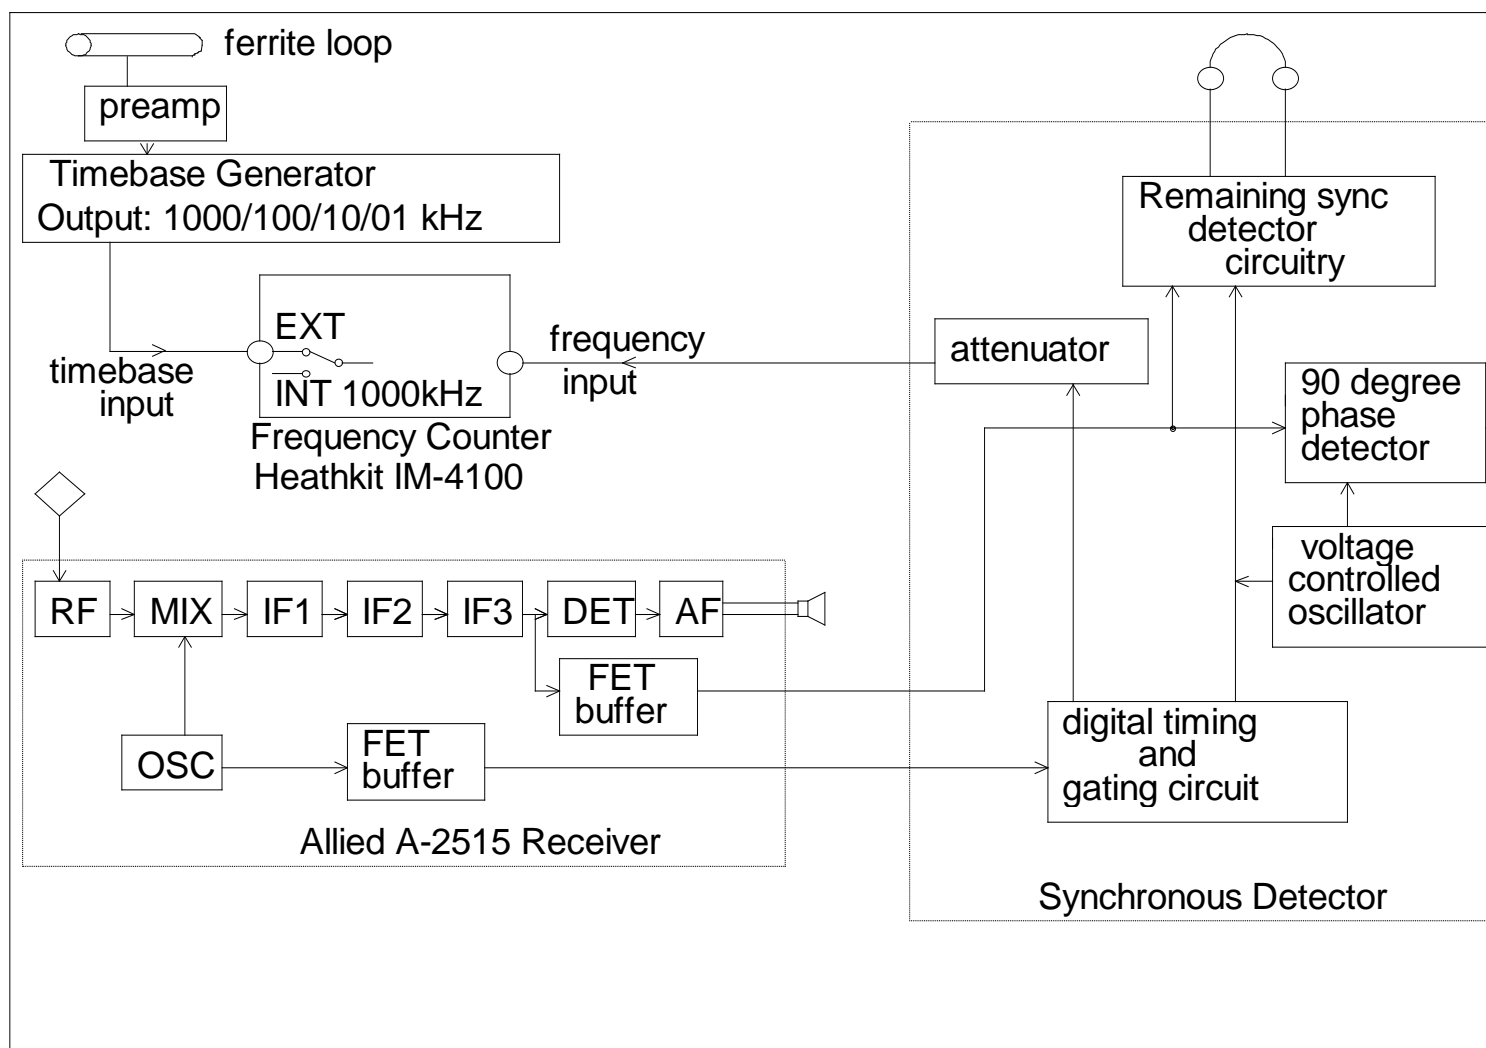 ferrite loop
preamp
Timebase Generator
Output: 1000/100/10/01 kHz
EXT
INT 1000kHz
timebase
input
frequency
input
Frequency Counter
Heathkit IM-4100
Remaining sync
detector
circuitry
attenuator
90 degree
phase
detector
voltage
controlled
oscillator
RF
MIX
IF1
IF2
IF3
DET
AF
FET
buffer
OSC
FET
buffer
Allied A-2515 Receiver
digital timing
and
gating circuit
Synchronous Detector